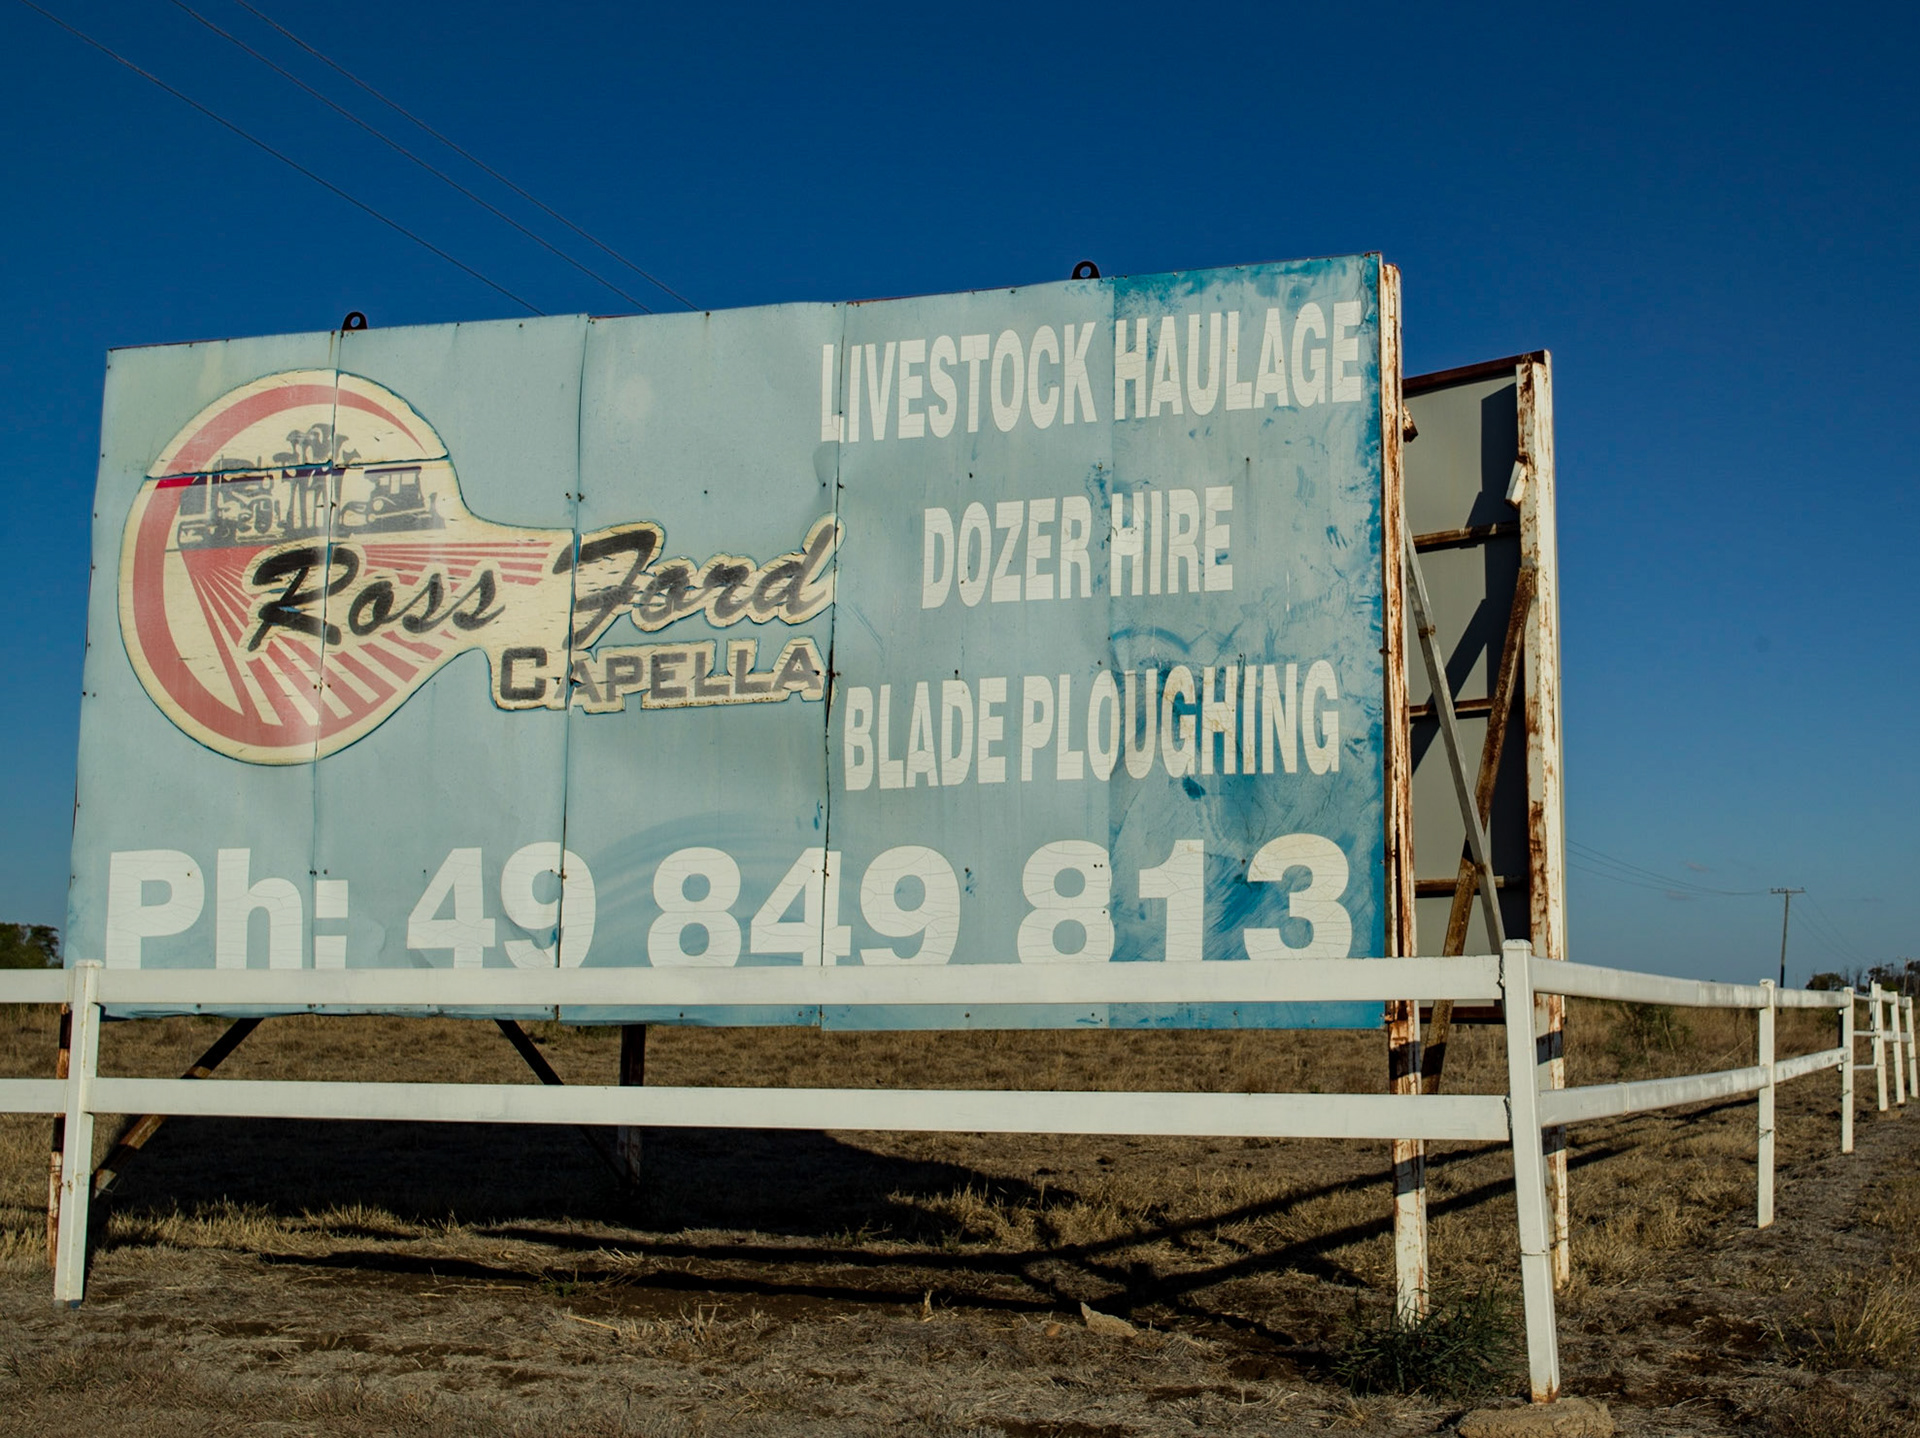 Ross Ford
CAPELLA
LIVESTOCK HAULAGE
DOZER HIRE
BLADE PLOUGHING
Ph: 49 849 813